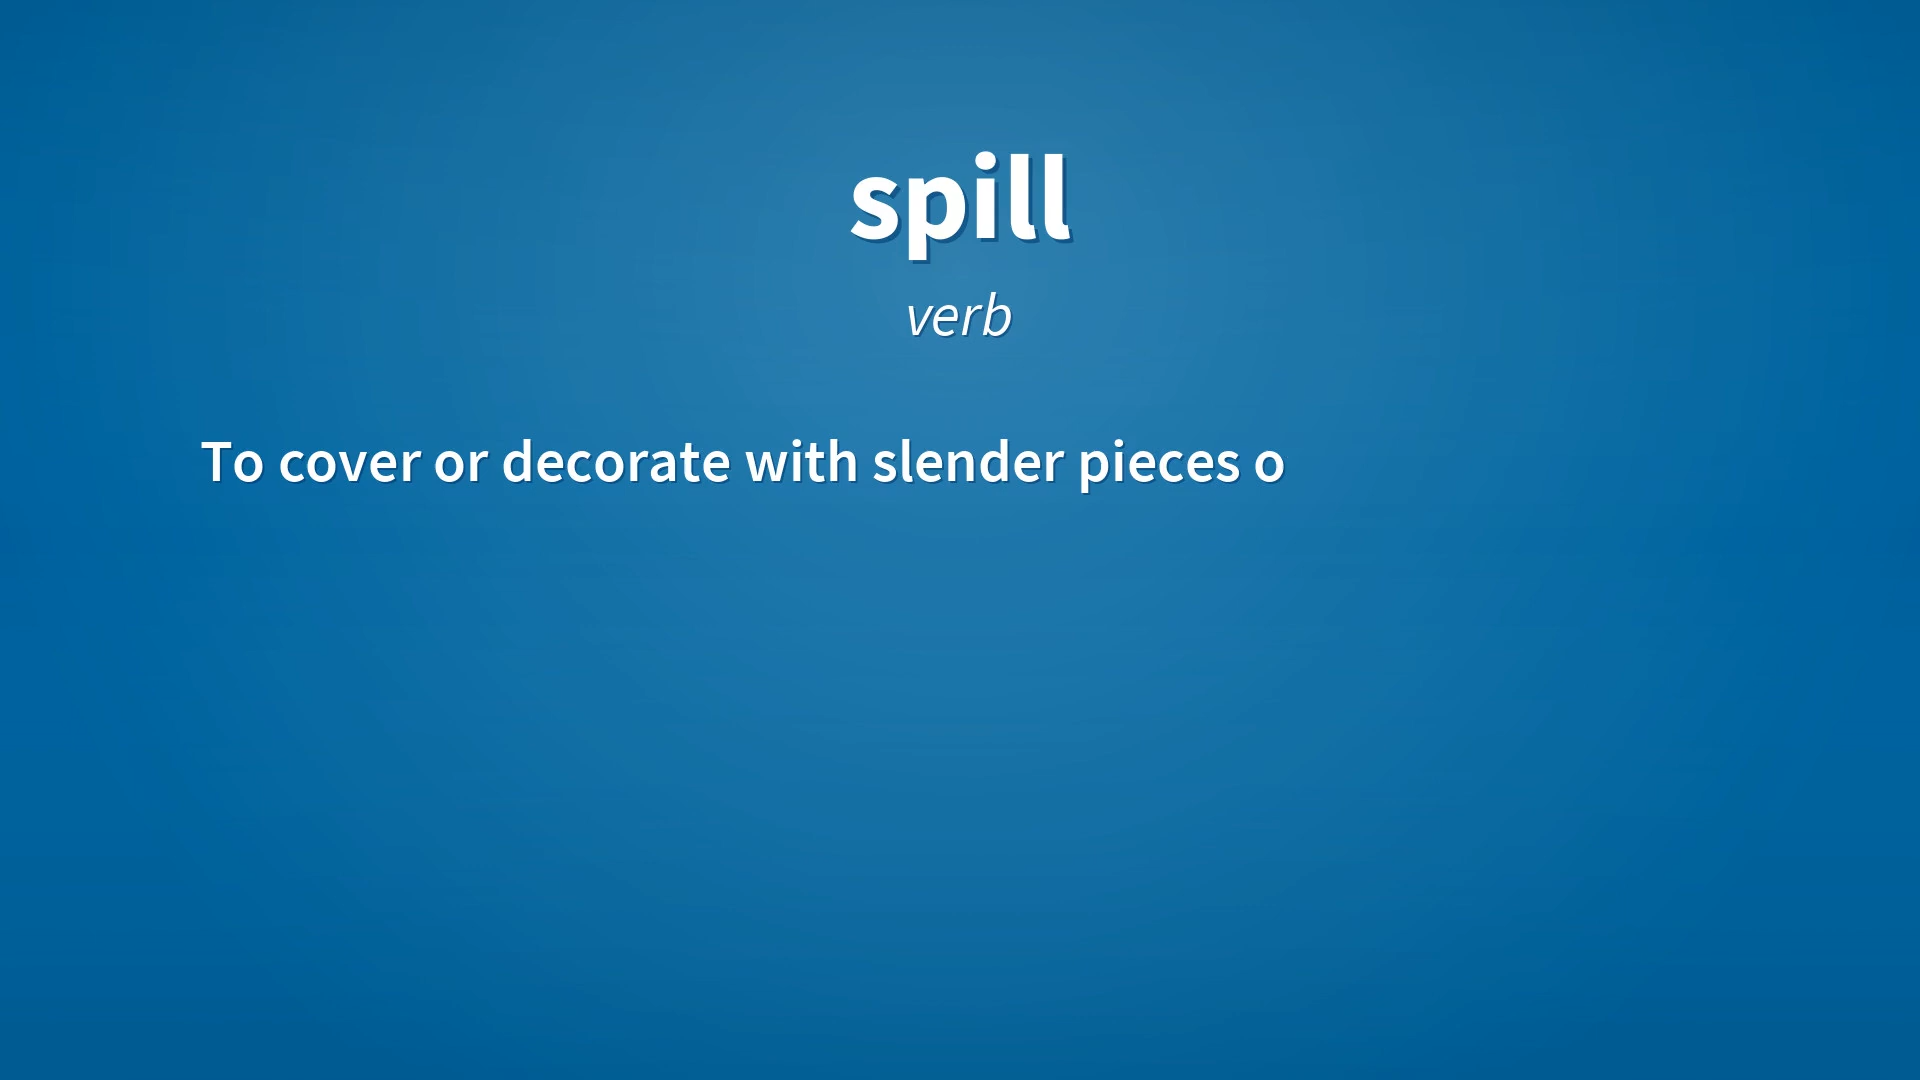 spill
verb
To cover or decorate with slender pieces o